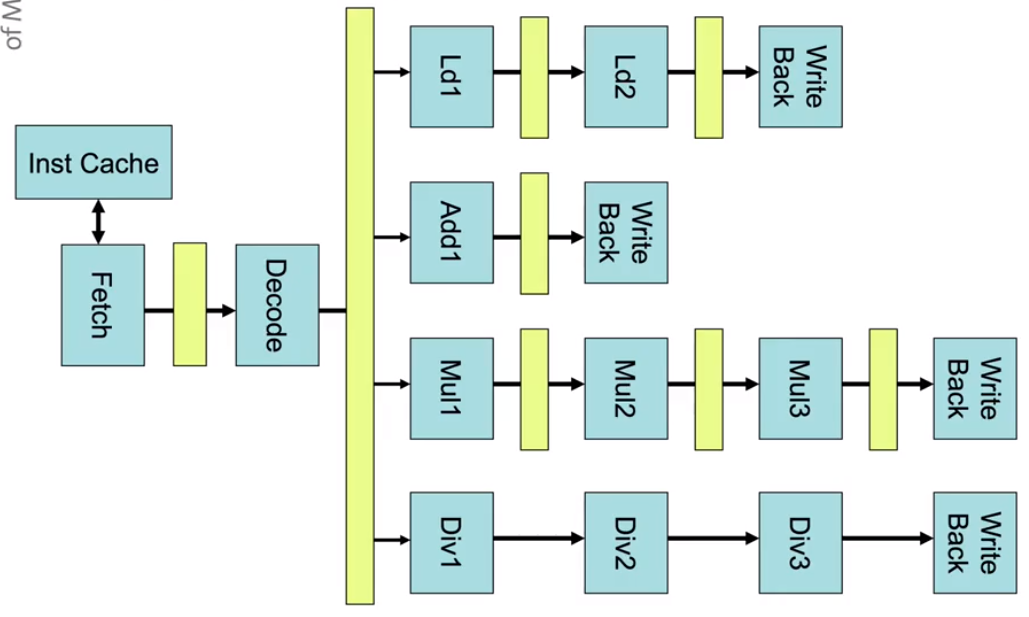 of W
Inst Cache
Fetch
Decode
Ld1
Ld2
Write
Back
Add1
Write
Back
Mul1
Mul2
Mul3
Write
Back
Div1
Div2
Div3
Write
Back